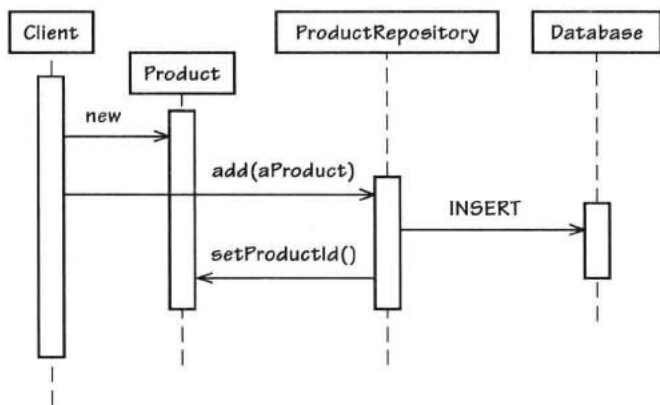 Client
ProductRepository
Database
Product
new
add(aProduct)
INSERT
setProductId()